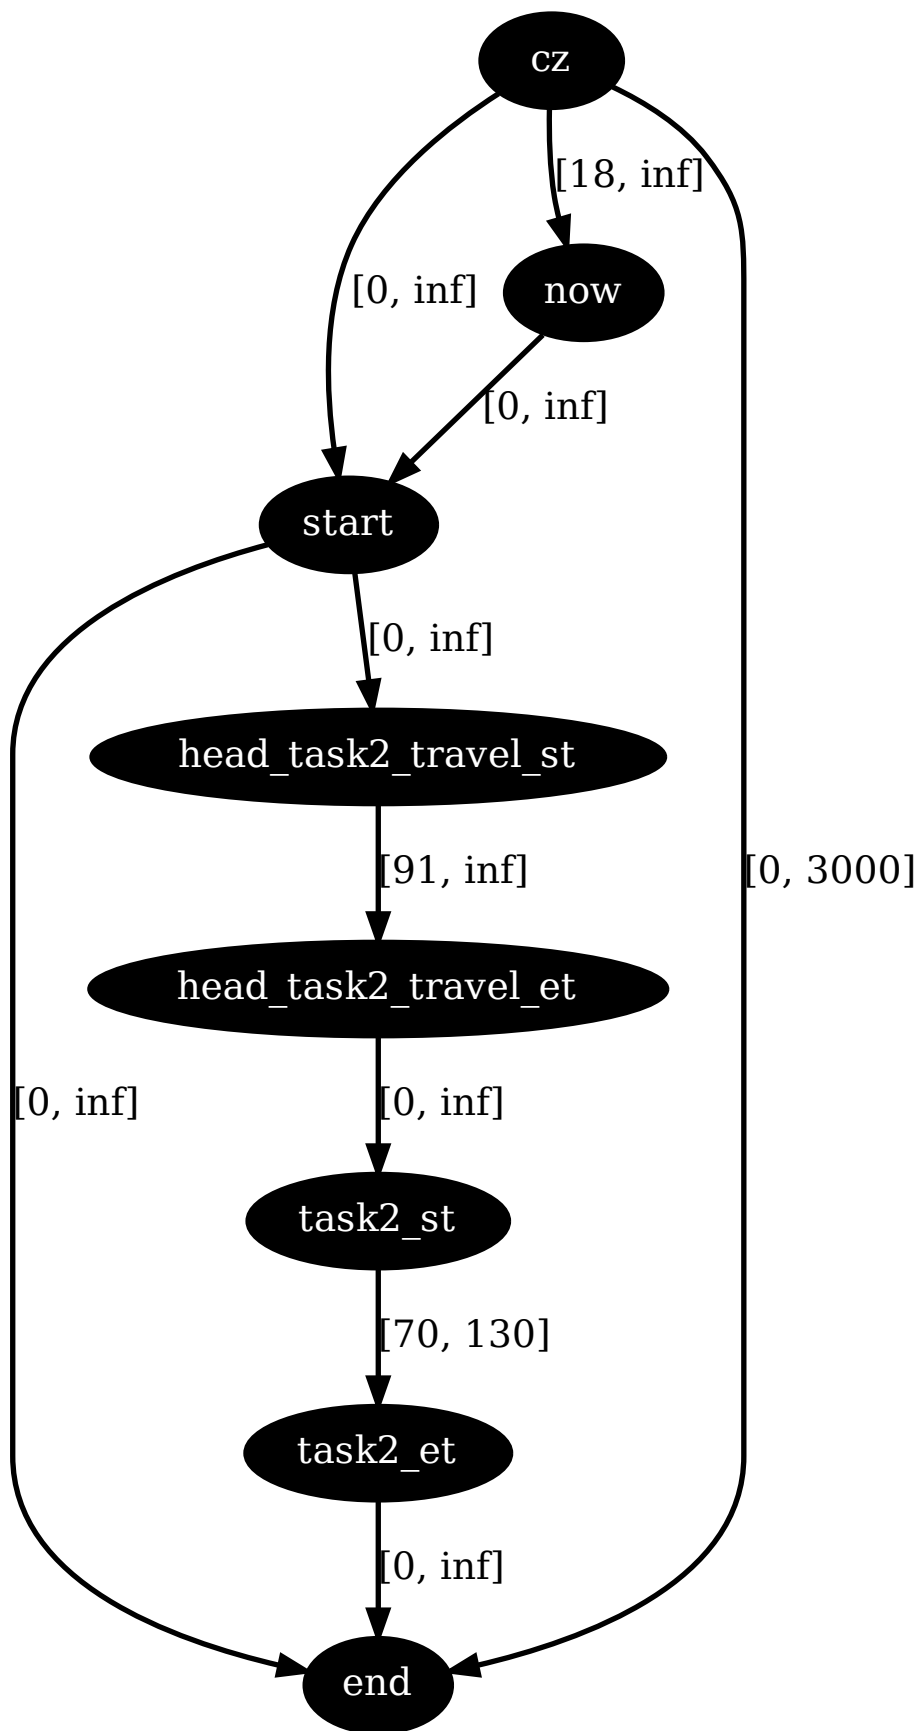 cz
[18, inf]
[0, inf]
now
[0, inf]
start
[0, inf]
head_task2_travel_st
[91, inf]
[0, 3000]
head_task2_travel_et
[0, inf]
[0, inf]
task2_st
[70, 130]
task2_et
[0, inf]
end